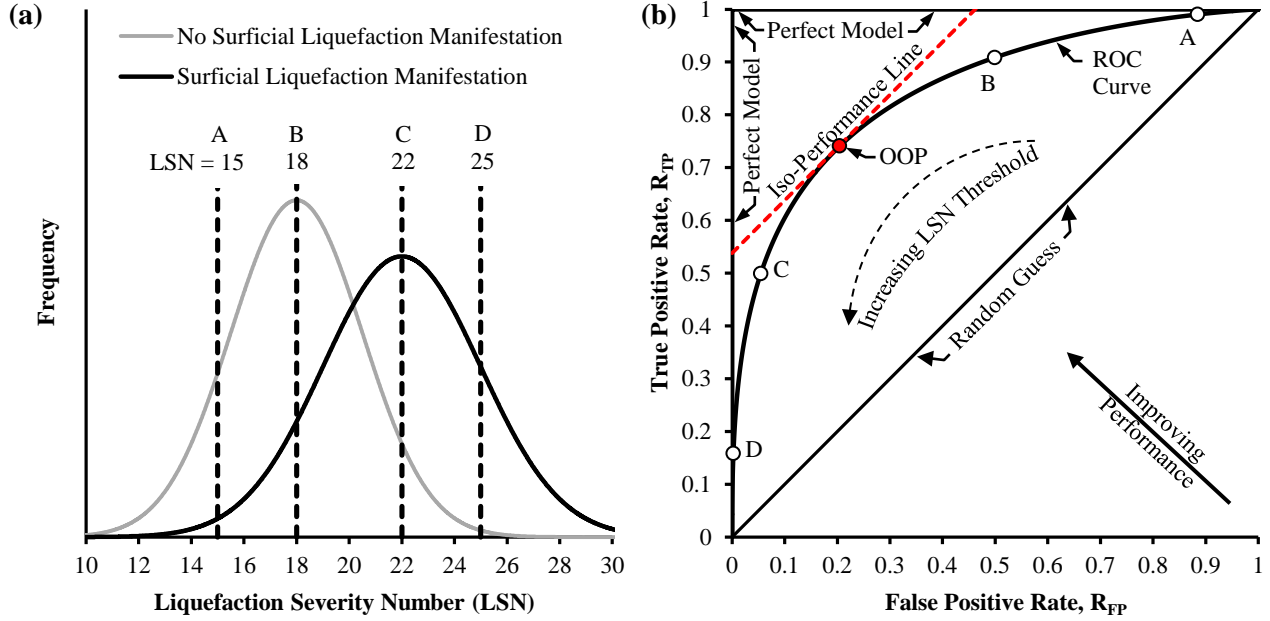 (a)
No Surficial Liquefaction Manifestation
Surficial Liquefaction Manifestation
A B C D
LSN = 15 18 22 25
Frequency
10 12 14 16 18 20 22 24 26 28 30
Liquefaction Severity Number (LSN)
(b)
1
0.9
0.8
0.7
0.6
0.5
0.4
0.3
0.2
0.1
0
True Positive Rate, RTP
Perfect Model
Perfect Model
Iso-Performance Line
A
B
ROC
Curve
OOP
Increasing LSN Threshold
C
Random Guess
D
Improving
Performance
0 0.1 0.2 0.3 0.4 0.5 0.6 0.7 0.8 0.9 1
False Positive Rate, RFP